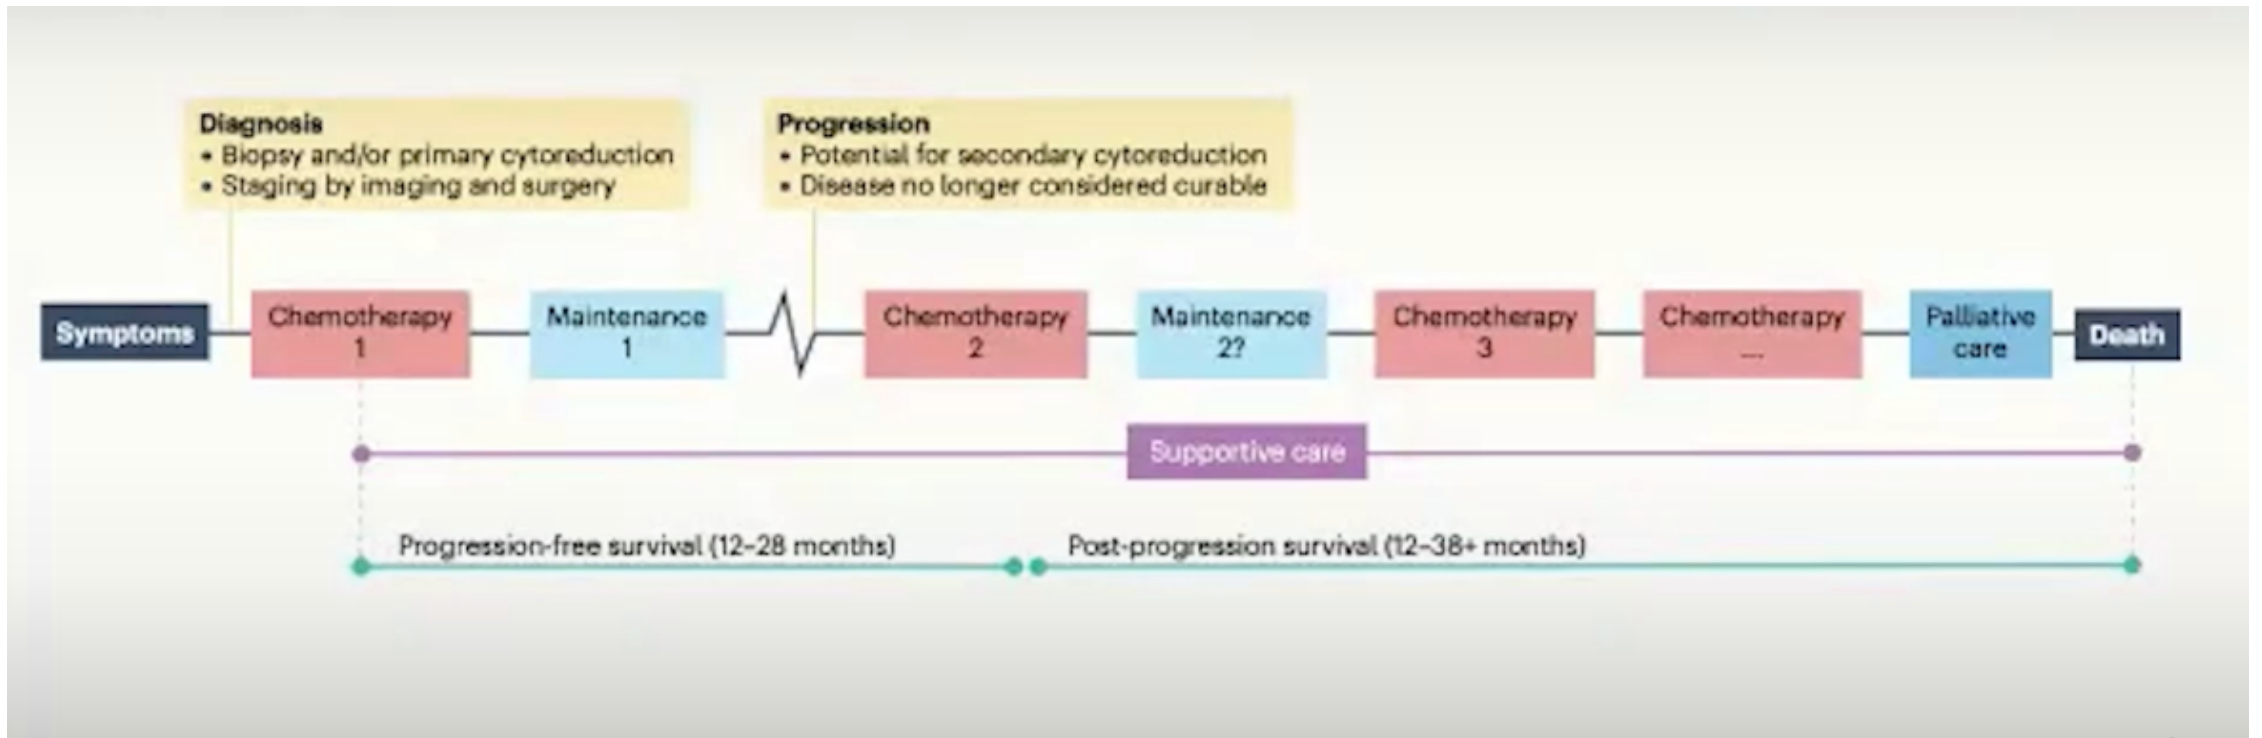 Diagnosis
• Biopsy and/or primary cytoreduction
• Staging by imaging and surgery
Progression
• Potential for secondary cytoreduction
• Disease no longer considered curable
Symptoms
Chemotherapy
1
Maintenance
1
Chemotherapy
2
Maintenance
2?
Chemotherapy
3
Chemotherapy
...
Palliative
care
Death
Supportive care
Progression-free survival (12–28 months)
Post-progression survival (12–38+ months)